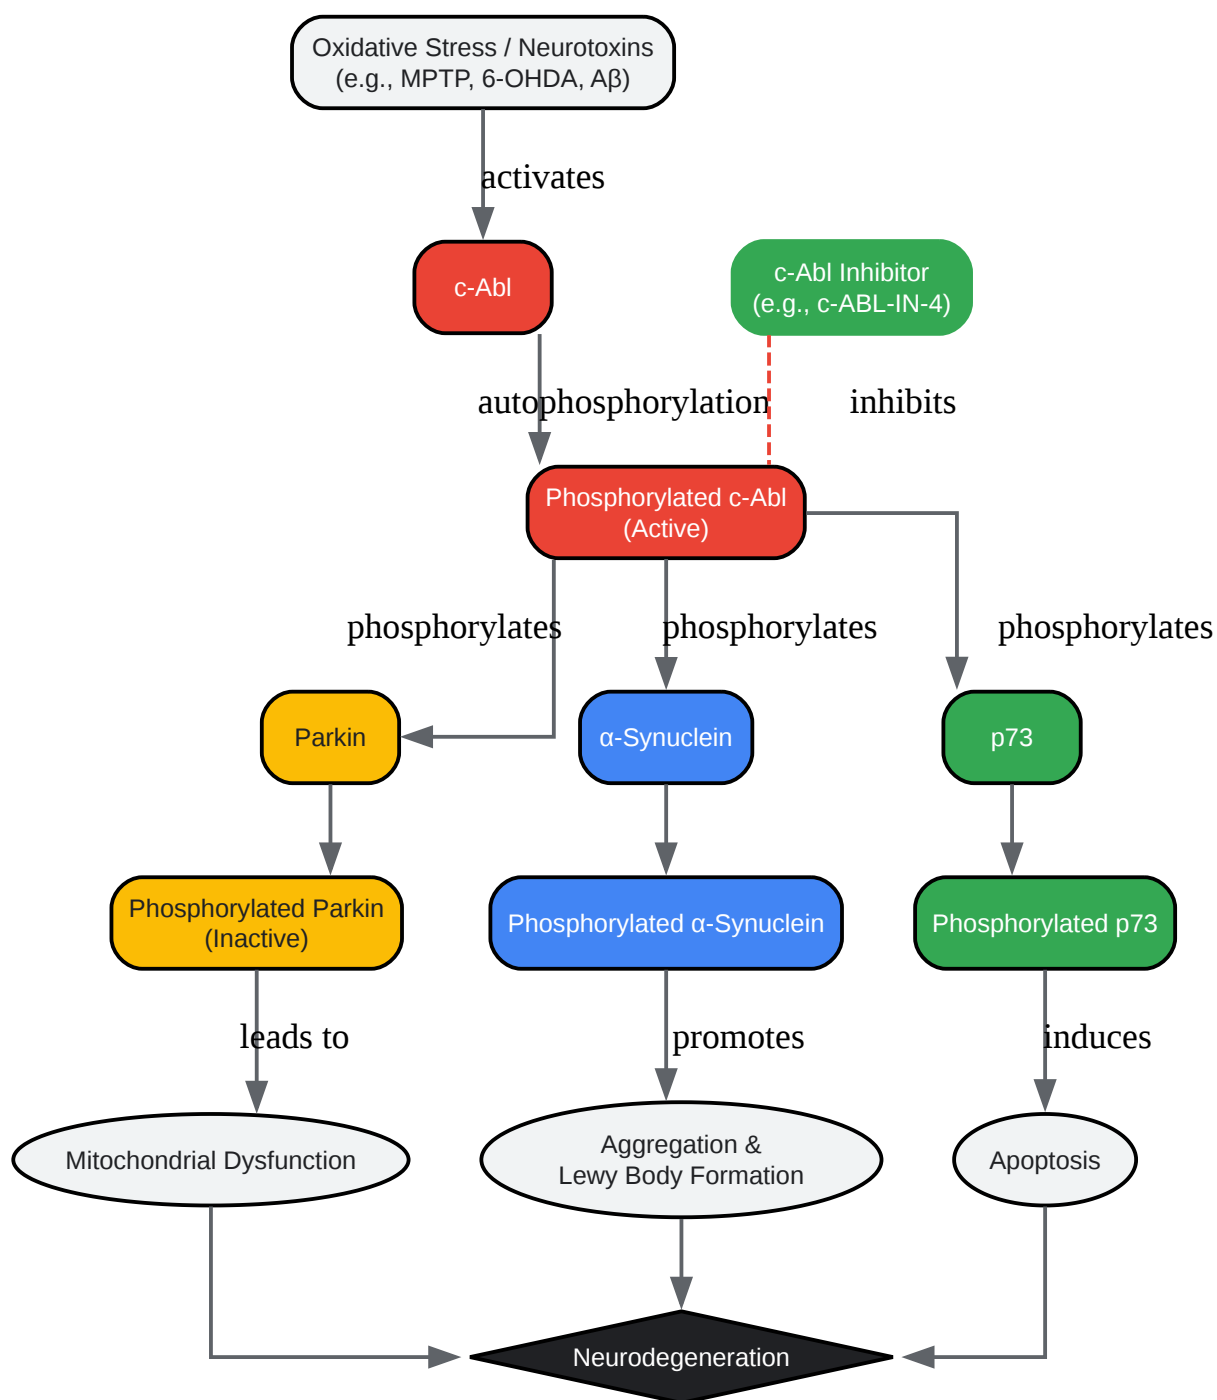 Oxidative Stress / Neurotoxins
(e.g., MPTP, 6-OHDA, Aβ)
activates
c-Abl
c-Abl Inhibitor
(e.g., c-ABL-IN-4)
autophosphorylation
inhibits
Phosphorylated c-Abl
(Active)
phosphorylates
phosphorylates
phosphorylates
Parkin
α-Synuclein
p73
Phosphorylated Parkin
(Inactive)
Phosphorylated α-Synuclein
Phosphorylated p73
leads to
promotes
induces
Mitochondrial Dysfunction
Aggregation &
Lewy Body Formation
Apoptosis
Neurodegeneration